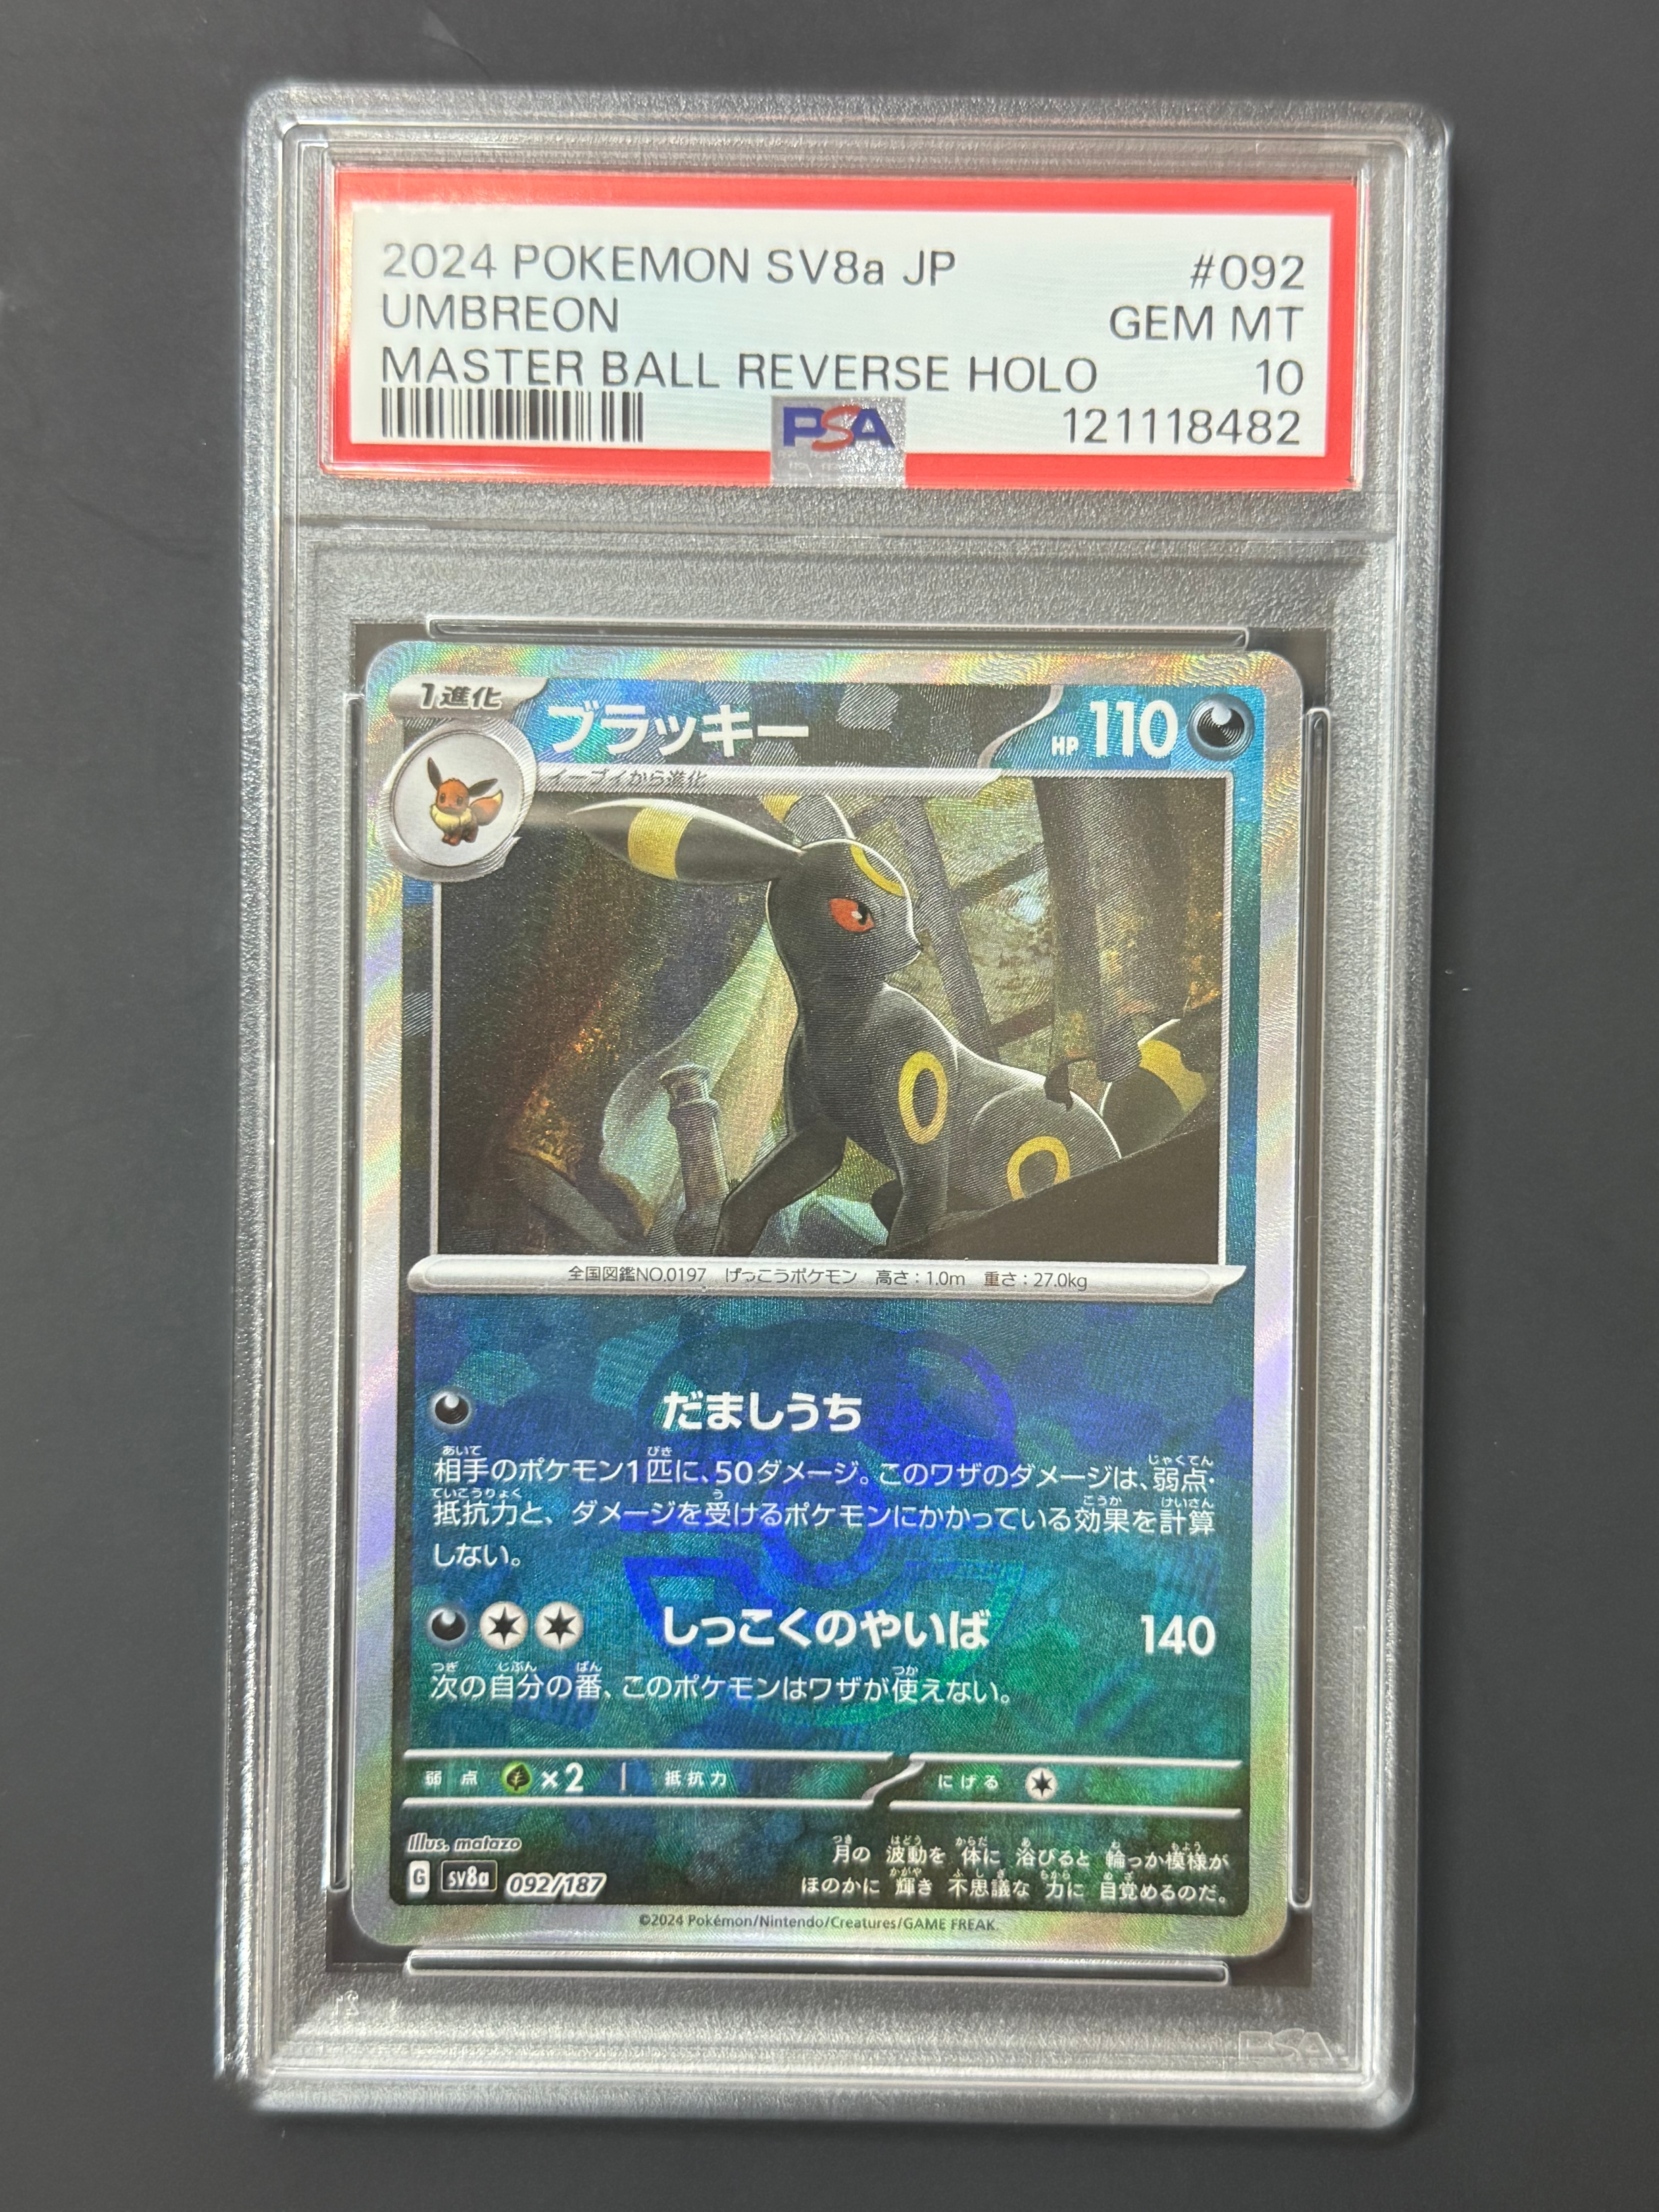 2024 POKEMON SV8a JP #092
UMBREON GEM MT
MASTER BALL REVERSE HOLO 10
PSA 121118482
1進化 ブラッキー HP 110
イーブイから進化
全国図鑑NO.0197 げっこうポケモン 高さ：1.0m 重さ：27.0kg
だましうち
相手のポケモン1匹に、50ダメージ。このワザのダメージは、弱点・
抵抗力と、ダメージを受けるポケモンにかかっている効果を計算
しない。
しっこくのやいば 140
次の自分の番、このポケモンはワザが使えない。
弱点 ×2 抵抗力 にげる
Illus. matazo
G sv8a 092/187
月の 波動を 体に 浴びると 輪っか模様が
ほのかに 輝き 不思議な 力に 目覚めるのだ。
©2024 Pokémon/Nintendo/Creatures/GAME FREAK.
PSA